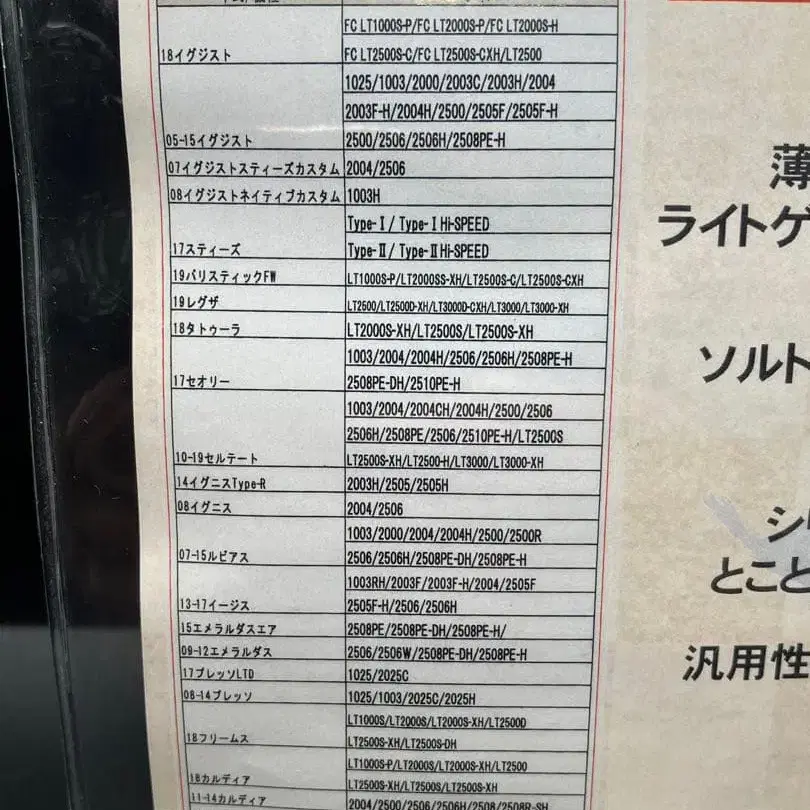 FC LT1000S-P/FC LT2000S-P/FC LT2000S-H
18イグジスト FC LT2500S-C/FC LT2500S-CXH/LT2500
1025/1003/2000/2003C/2003H/2004
2003F-H/2004H/2500/2505F/2505F-H
05-15イグジスト 2500/2506/2506H/2508PE-H
07イグジストスティーズカスタム 2004/2506
08イグジストネイティブカスタム 1003H
Type-Ⅰ/ Type-ⅠHi-SPEED
17スティーズ Type-Ⅱ/ Type-ⅡHi-SPEED
19バリスティックFW LT1000S-P/LT2000SS-XH/LT2500S-C/LT2500S-CXH
19レグザ LT2500/LT2500D-XH/LT3000D-CXH/LT3000/LT3000-XH
18タトゥーラ LT2000S-XH/LT2500S/LT2500S-XH
1003/2004/2004H/2506/2506H/2508PE-H
17セオリー 2508PE-DH/2510PE-H
1003/2004/2004CH/2004H/2500/2506
2506H/2508PE/2506/2510PE-H/LT2500S
10-19セルテート LT2500S-XH/LT2500-H/LT3000/LT3000-XH
14イグニスType-R 2003H/2505/2505H
08イグニス 2004/2506
1003/2000/2004/2004H/2500/2500R
07-15ルビアス 2506/2506H/2508PE-DH/2508PE-H
1003RH/2003F/2003F-H/2004/2505F
13-17イージス 2505F-H/2506/2506H
15エメラルダスエア 2508PE/2508PE-DH/2508PE-H/
09-12エメラルダス 2506/2506W/2508PE-DH/2508PE-H
17プレッソLTD 1025/2025C
08-14プレッソ 1025/1003/2025C/2025H
LT1000S/LT2000S/LT2000S-XH/LT2500D
18フリームス LT2500S-XH/LT2500S-DH
LT1000S-P/LT2000S/LT2000S-XH/LT2500
18カルディア LT2500S-XH/LT2500S/LT2500S-XH
11-14カルディア 2004/2500/2506/2506H/2508/2508R-SH
薄
ライトゲ
ソルト
とこと
汎用性